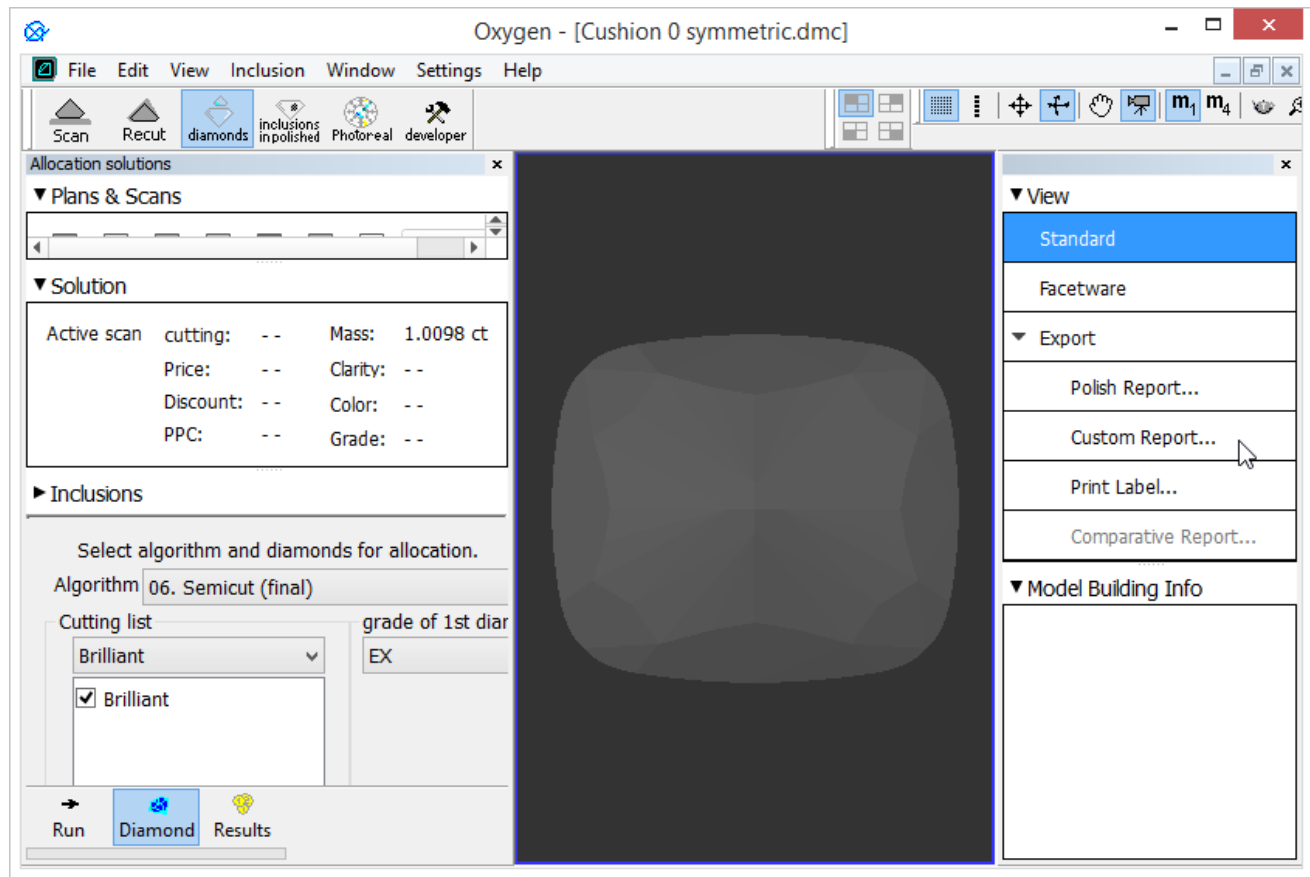 Oxygen - [Cushion 0 symmetric.dmc]
File Edit View Inclusion Window Settings Help
Scan Recut diamonds inclusions in polished Photoreal developer m1 m4
Allocation solutions
Plans & Scans
Solution
Active scan cutting: - - Mass: 1.0098 ct
Price: - - Clarity: - -
Discount: - - Color: - -
PPC: - - Grade: - -
Inclusions
Select algorithm and diamonds for allocation.
Algorithm 06. Semicut (final)
Cutting list grade of 1st diar
Brilliant EX
Brilliant
Run Diamond Results
View
Standard
Facetware
Export
Polish Report...
Custom Report...
Print Label...
Comparative Report...
Model Building Info